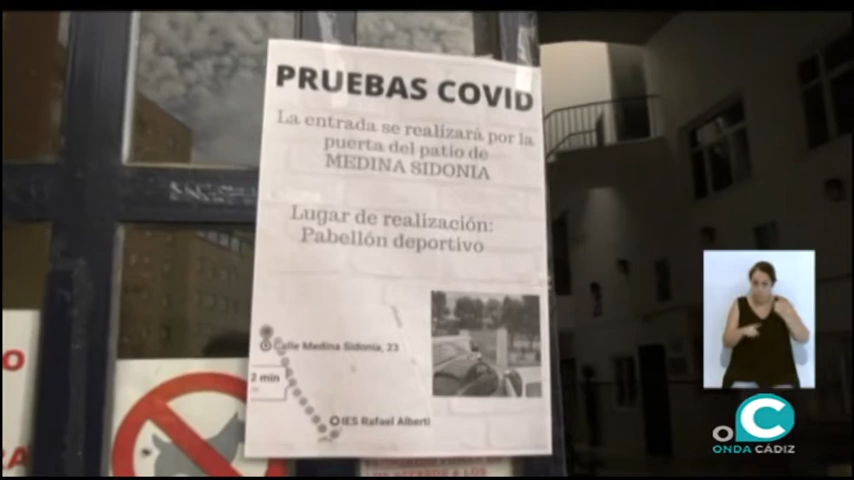 PRUEBAS COVID
La entrada se realizará por la
puerta del patio de
MEDINA SIDONIA
Lugar de realización:
Pabellón deportivo
Calle Medina Sidonia, 23
2 min
IES Rafael Alberti
ONDA CÁDIZ